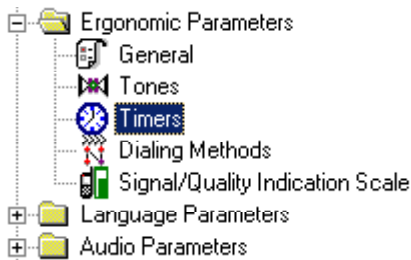 Ergonomic Parameters
General
Tones
Timers
Dialing Methods
Signal/Quality Indication Scale
Language Parameters
Audio Parameters